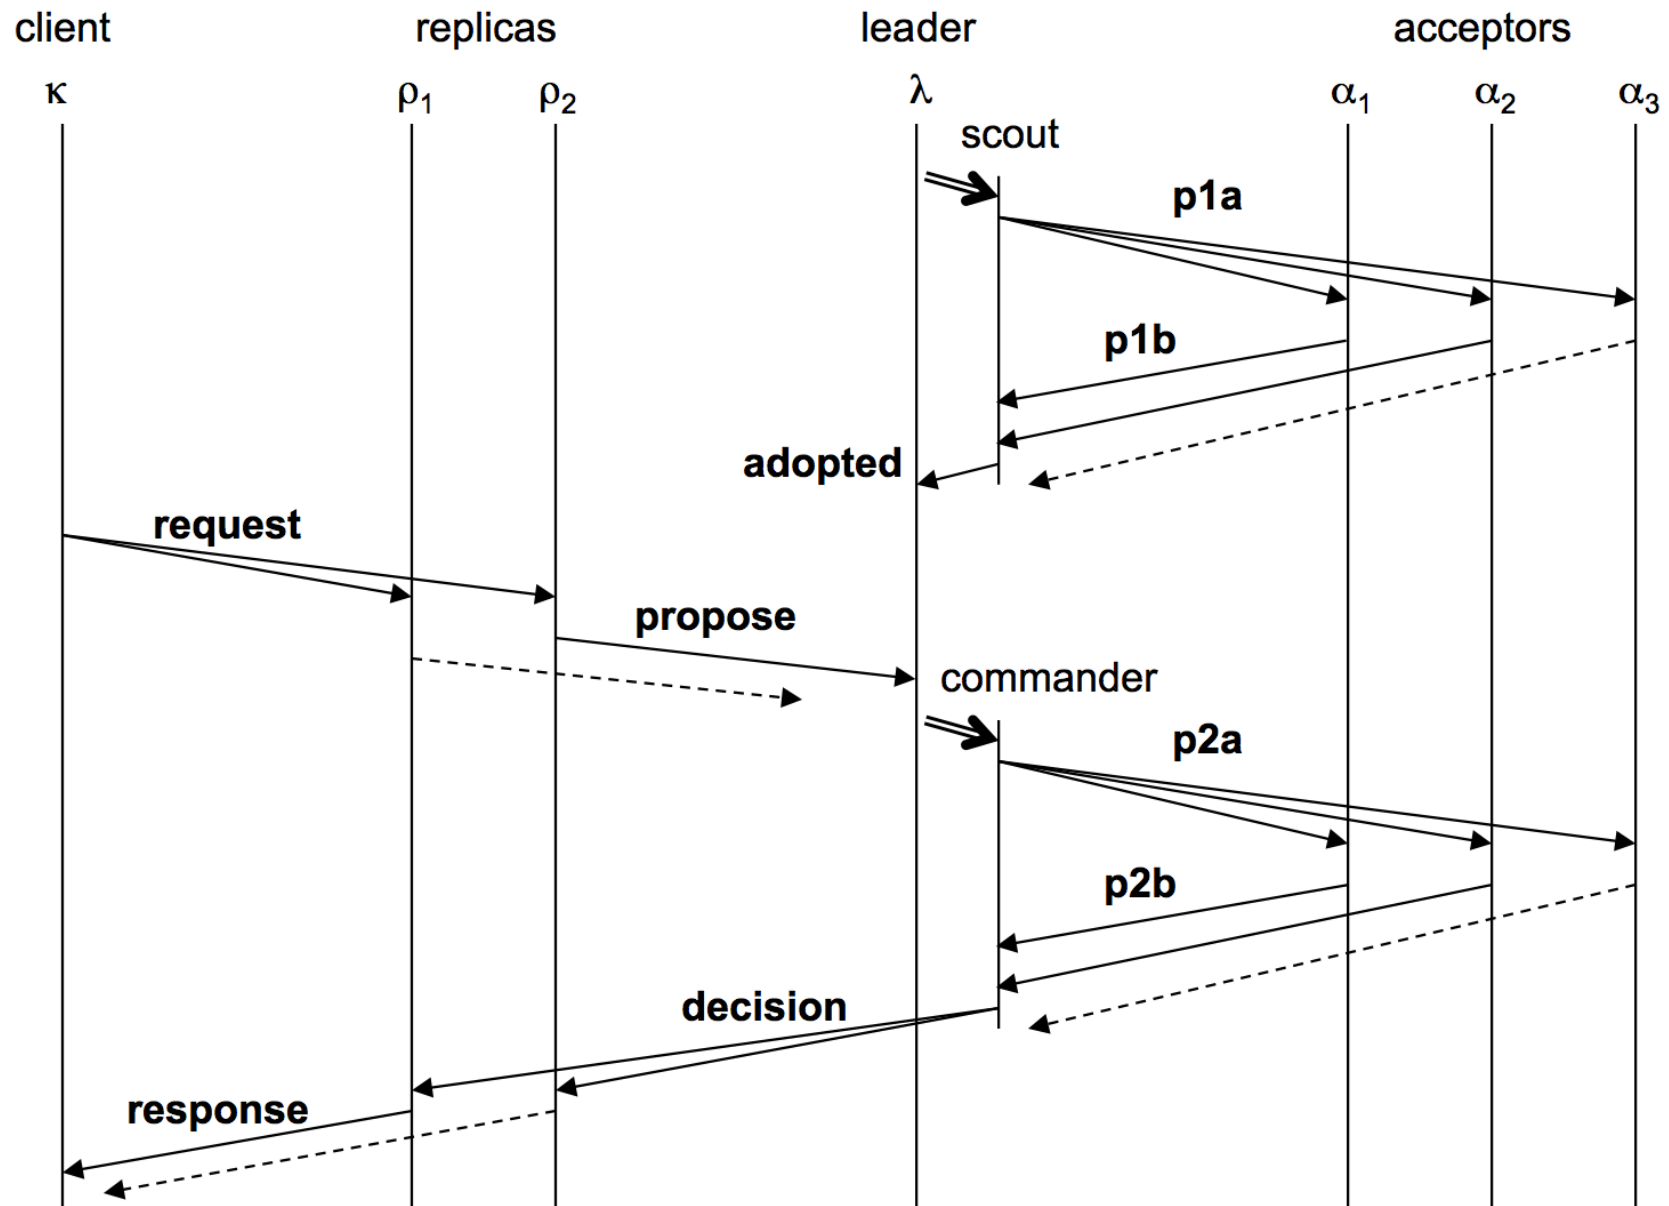 client replicas leader acceptors
κ ρ1 ρ2 λ α1 α2 α3
scout
p1a
p1b
adopted
request
propose
commander
p2a
p2b
decision
response